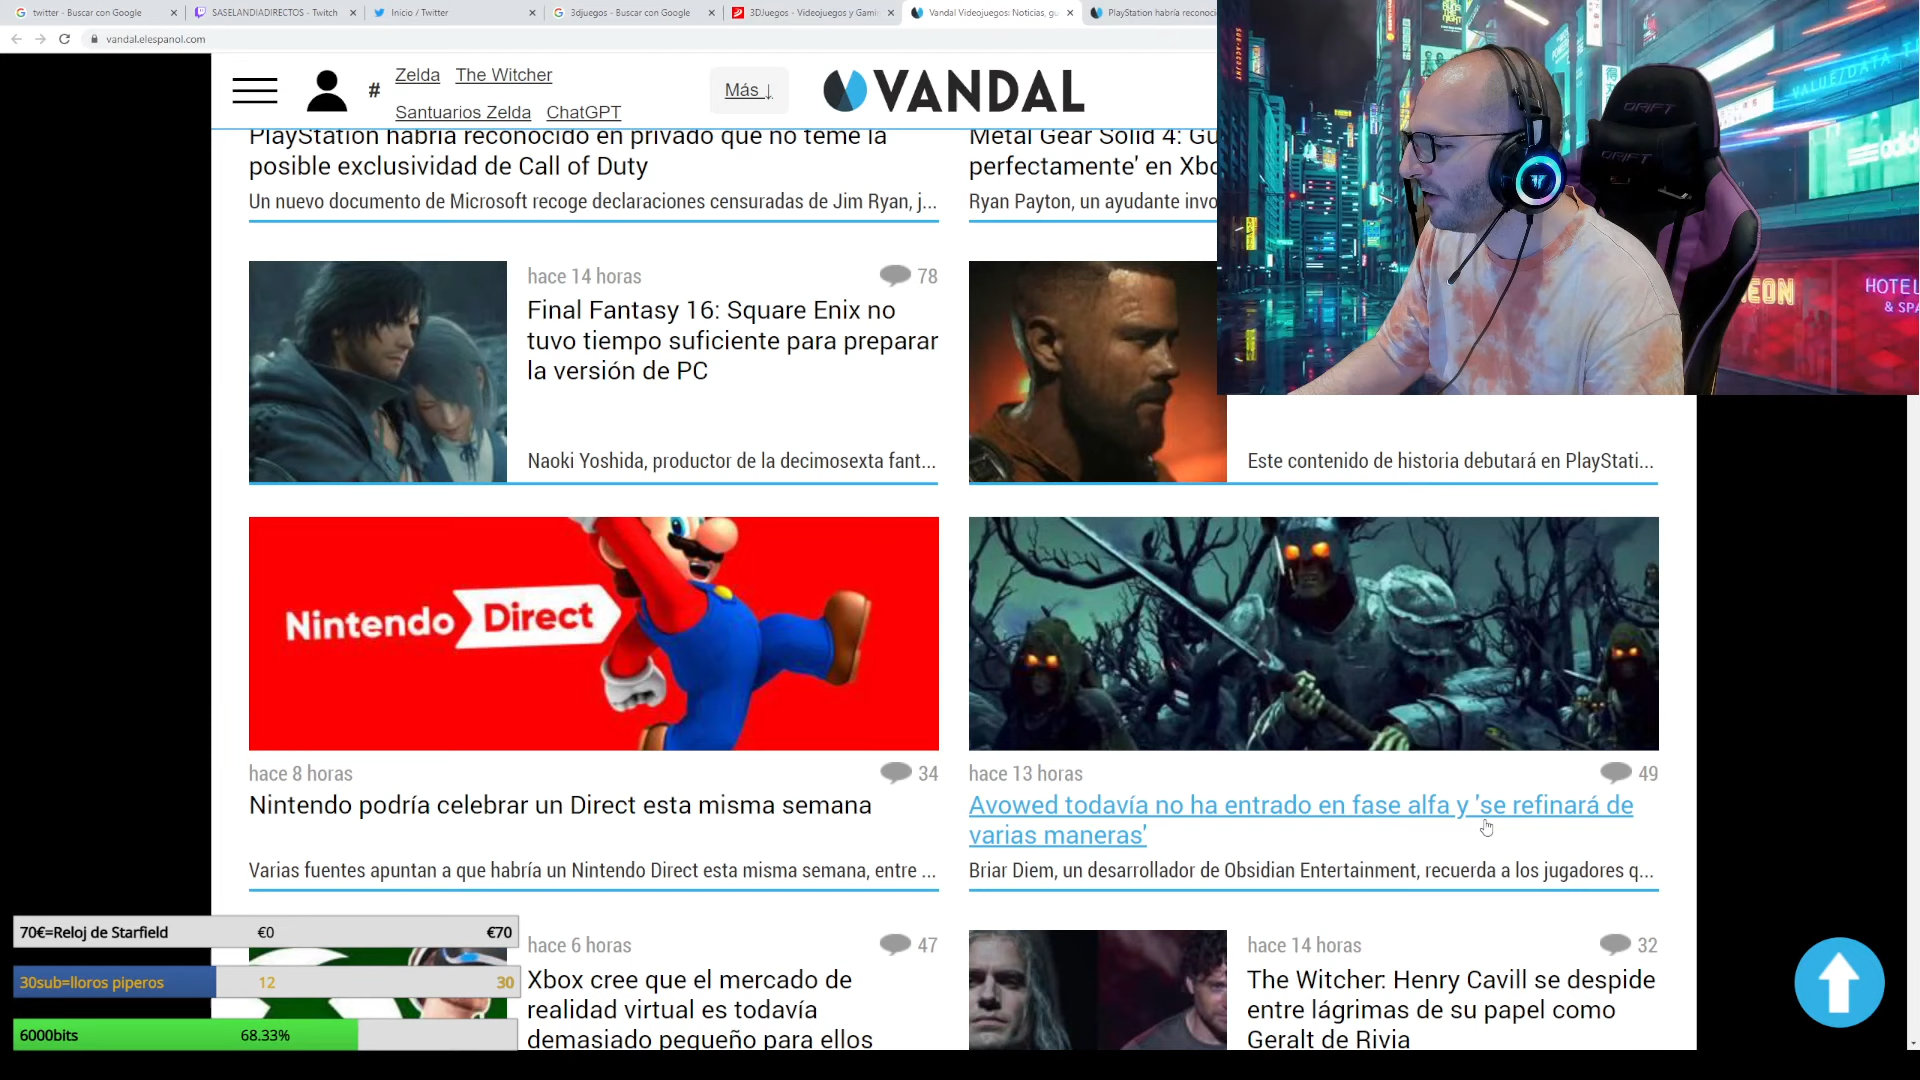 twitter - Buscar con Google
SASELANDIADIRECTOS - Twitch
Inicio / Twitter
3djuegos - Buscar con Google
3DJuegos - Videojuegos y Gami
Vandal Videojuegos: Noticias, gu
PlayStation habría reconoci
vandal.elespanol.com
# Zelda The Witcher
Santuarios Zelda ChatGPT
Más ↓
VANDAL
PlayStation habría reconocido en privado que no teme la
posible exclusividad de Call of Duty
Un nuevo documento de Microsoft recoge declaraciones censuradas de Jim Ryan, j...
Metal Gear Solid 4: Gu
perfectamente' en Xbo
Ryan Payton, un ayudante invo
hace 14 horas
78
Final Fantasy 16: Square Enix no
tuvo tiempo suficiente para preparar
la versión de PC
Naoki Yoshida, productor de la decimosexta fant...
Este contenido de historia debutará en PlayStati...
DRIFT
DRIFT
VALUE/DATA
HOTEL
& SPA
EON
Nintendo Direct
hace 8 horas
34
Nintendo podría celebrar un Direct esta misma semana
Varias fuentes apuntan a que habría un Nintendo Direct esta misma semana, entre ...
hace 13 horas
49
Avowed todavía no ha entrado en fase alfa y 'se refinará de
varias maneras'
Briar Diem, un desarrollador de Obsidian Entertainment, recuerda a los jugadores q...
hace 6 horas
47
Xbox cree que el mercado de
realidad virtual es todavía
demasiado pequeño para ellos
hace 14 horas
32
The Witcher: Henry Cavill se despide
entre lágrimas de su papel como
Geralt de Rivia
70€=Reloj de Starfield €0 €70
30sub=lloros piperos 12 30
6000bits 68.33%